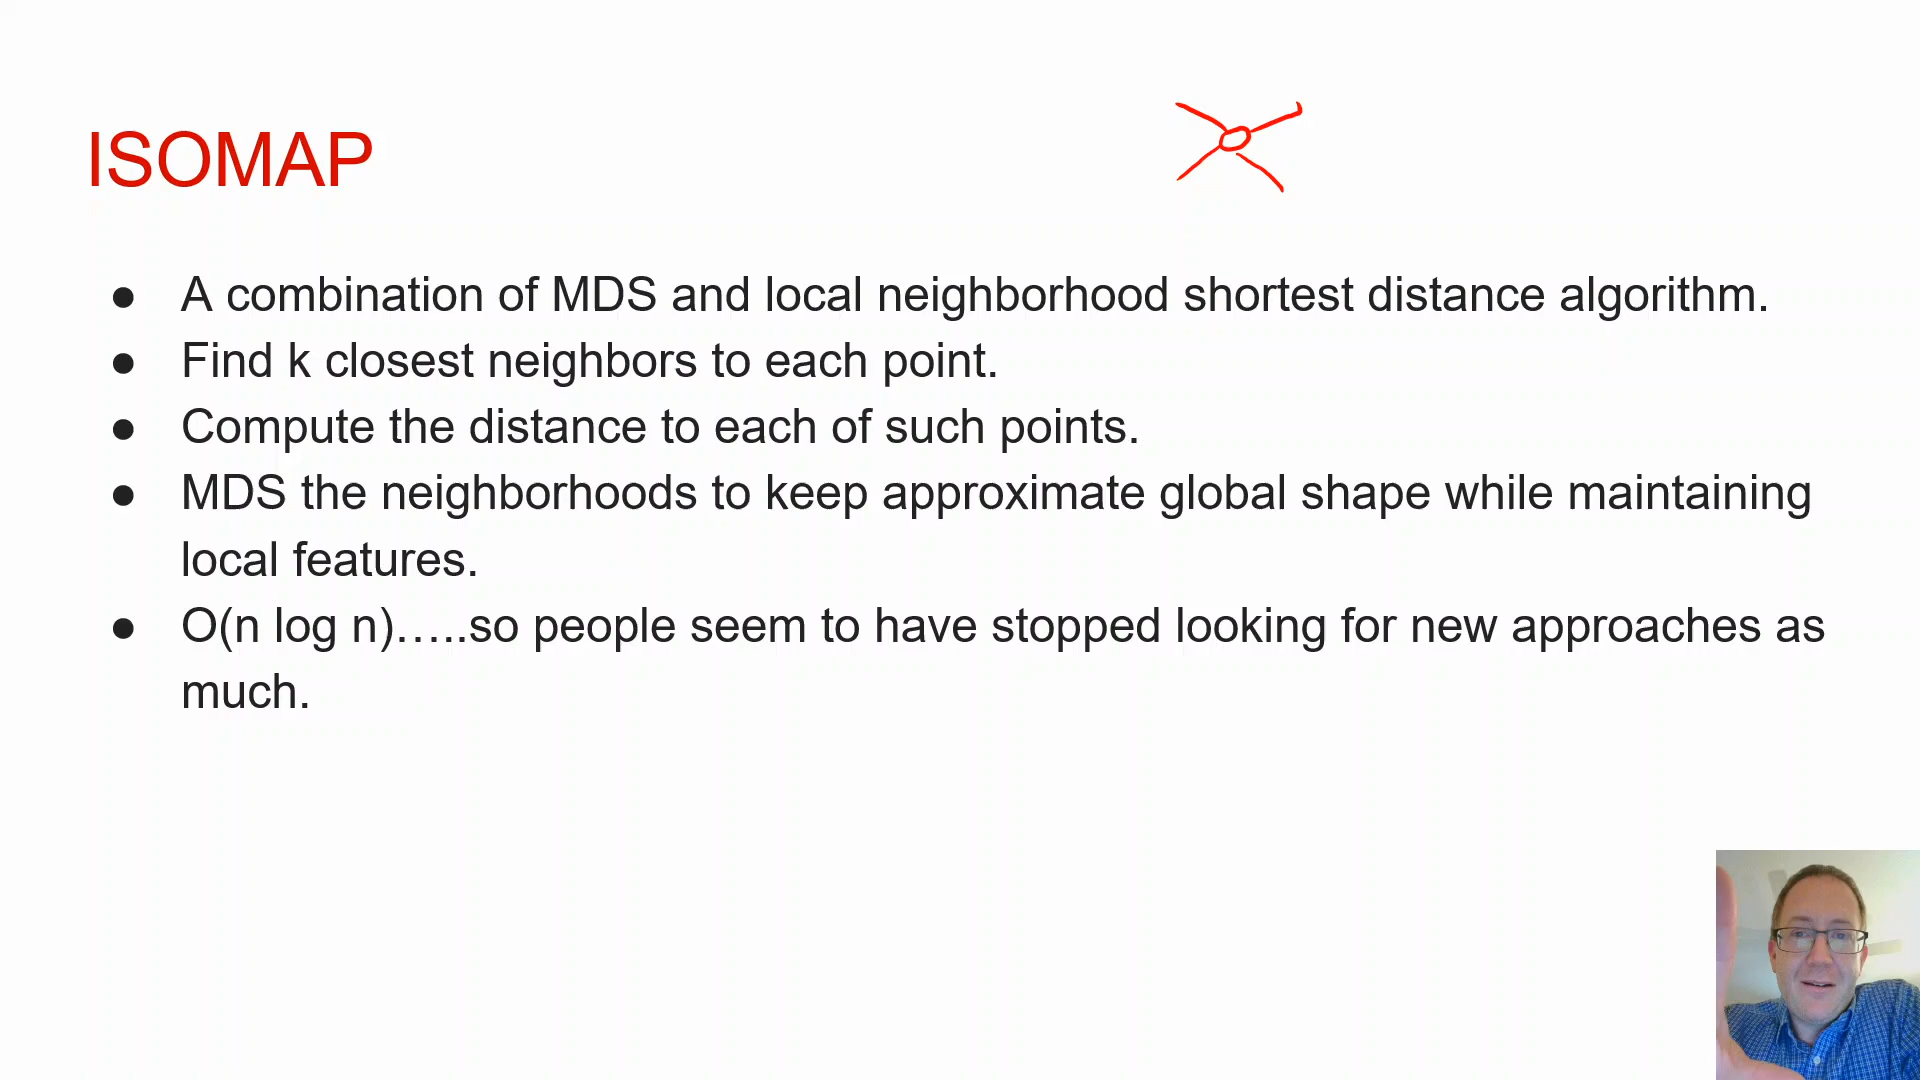 ISOMAP
● A combination of MDS and local neighborhood shortest distance algorithm.
● Find k closest neighbors to each point.
● Compute the distance to each of such points.
● MDS the neighborhoods to keep approximate global shape while maintaining
local features.
● O(n log n)…..so people seem to have stopped looking for new approaches as
much.